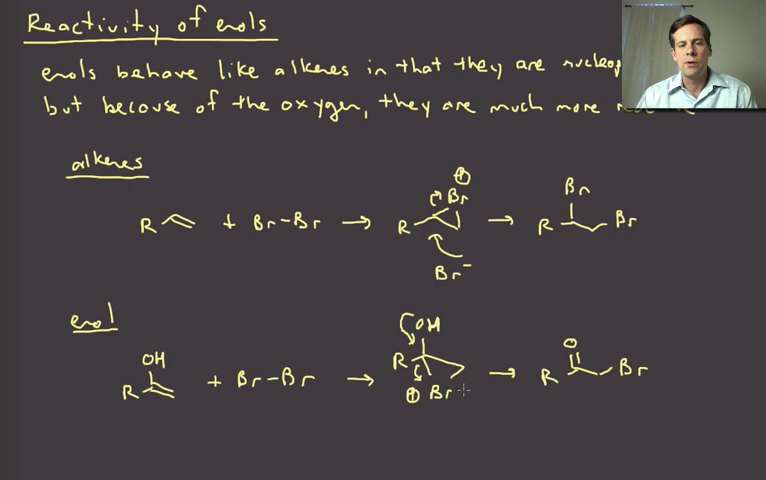 Reactivity of enols
enols behave like alkenes in that they are
but because of the oxygen, they are much more
alkenes
R + Br-Br → R Br ⊕ Br⁻ → R Br Br
enol
R OH + Br-Br → R OH ⊕ Br → R O Br